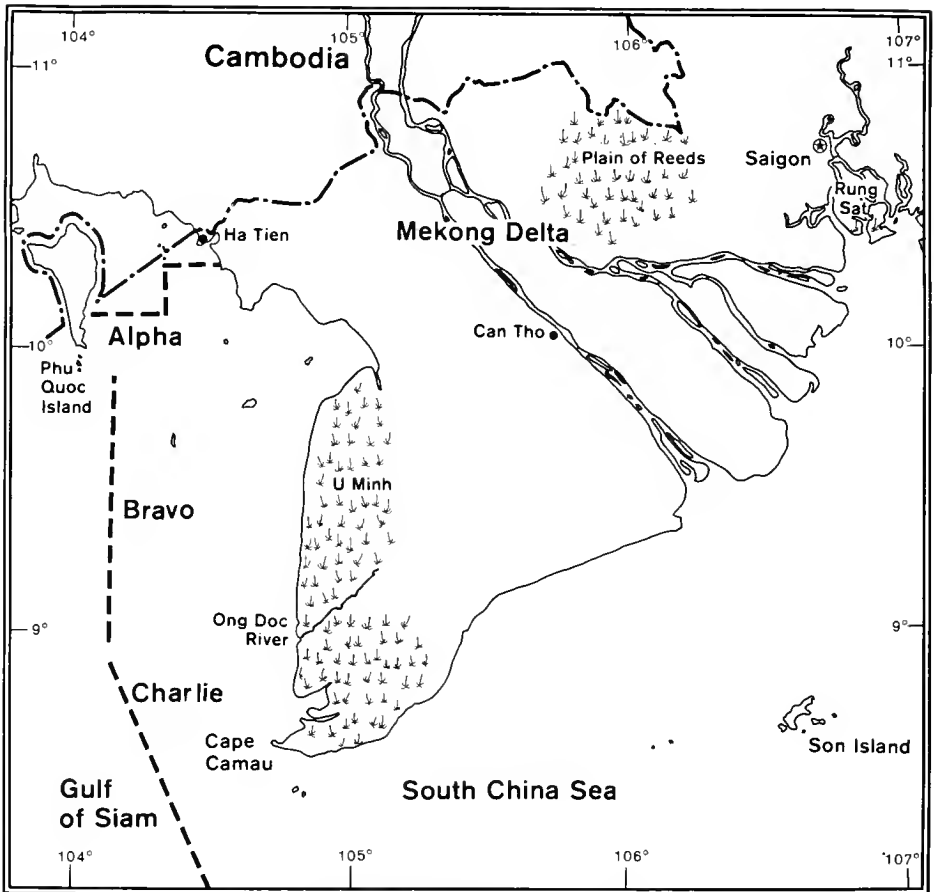 104°
105°
106°
107°
11°
11°
Cambodia
Plain of Reeds
Saigon
Rung
Sat
Ha Tien
Mekong Delta
Alpha
Can Tho
10°
10°
Phu
Quoc
Island
U Minh
Bravo
Ong Doc
River
9°
9°
Charlie
Cape
Camau
Son Island
Gulf
of Siam
South China Sea
104°
105°
106°
107°